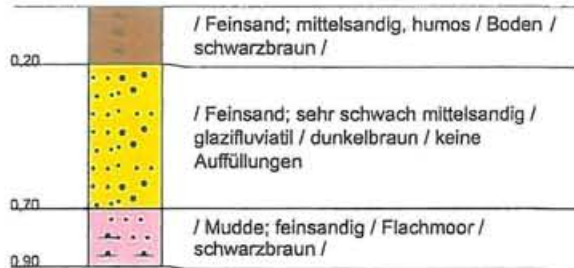 / Feinsand; mittelsandig, humos / Boden /
schwarzbraun /
0,20
/ Feinsand; sehr schwach mittelsandig /
glazifluviatil / dunkelbraun / keine
Auffüllungen
0,70
/ Mudde; feinsandig / Flachmoor /
schwarzbraun /
0,90